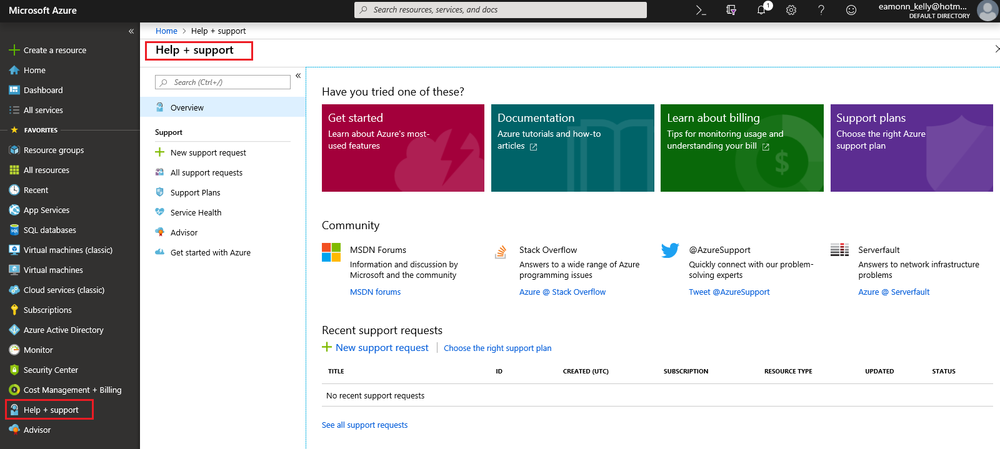 Microsoft Azure
Search resources, services, and docs
1
eamonn_kelly@hotm...
DEFAULT DIRECTORY
Create a resource
Home
Dashboard
All services
FAVORITES
Resource groups
All resources
Recent
App Services
SQL databases
Virtual machines (classic)
Virtual machines
Cloud services (classic)
Subscriptions
Azure Active Directory
Monitor
Security Center
Cost Management + Billing
Help + support
Advisor
Home > Help + support
Help + support
Search (Ctrl+/)
Overview
Support
New support request
All support requests
Support Plans
Service Health
Advisor
Get started with Azure
Have you tried one of these?
Get started
Learn about Azure's most-
used features
Documentation
Azure tutorials and how-to
articles
Learn about billing
Tips for monitoring usage and
understanding your bill
$
Support plans
Choose the right Azure
support plan
Community
MSDN Forums
Information and discussion by
Microsoft and the community
MSDN forums
Stack Overflow
Answers to a wide range of Azure
programming issues
Azure @ Stack Overflow
@AzureSupport
Quickly connect with our problem-
solving experts
Tweet @AzureSupport
Serverfault
Answers to network infrastructure
problems
Azure @ Serverfault
Recent support requests
New support request | Choose the right support plan
TITLE ID CREATED (UTC) SUBSCRIPTION RESOURCE TYPE UPDATED STATUS
No recent support requests
See all support requests